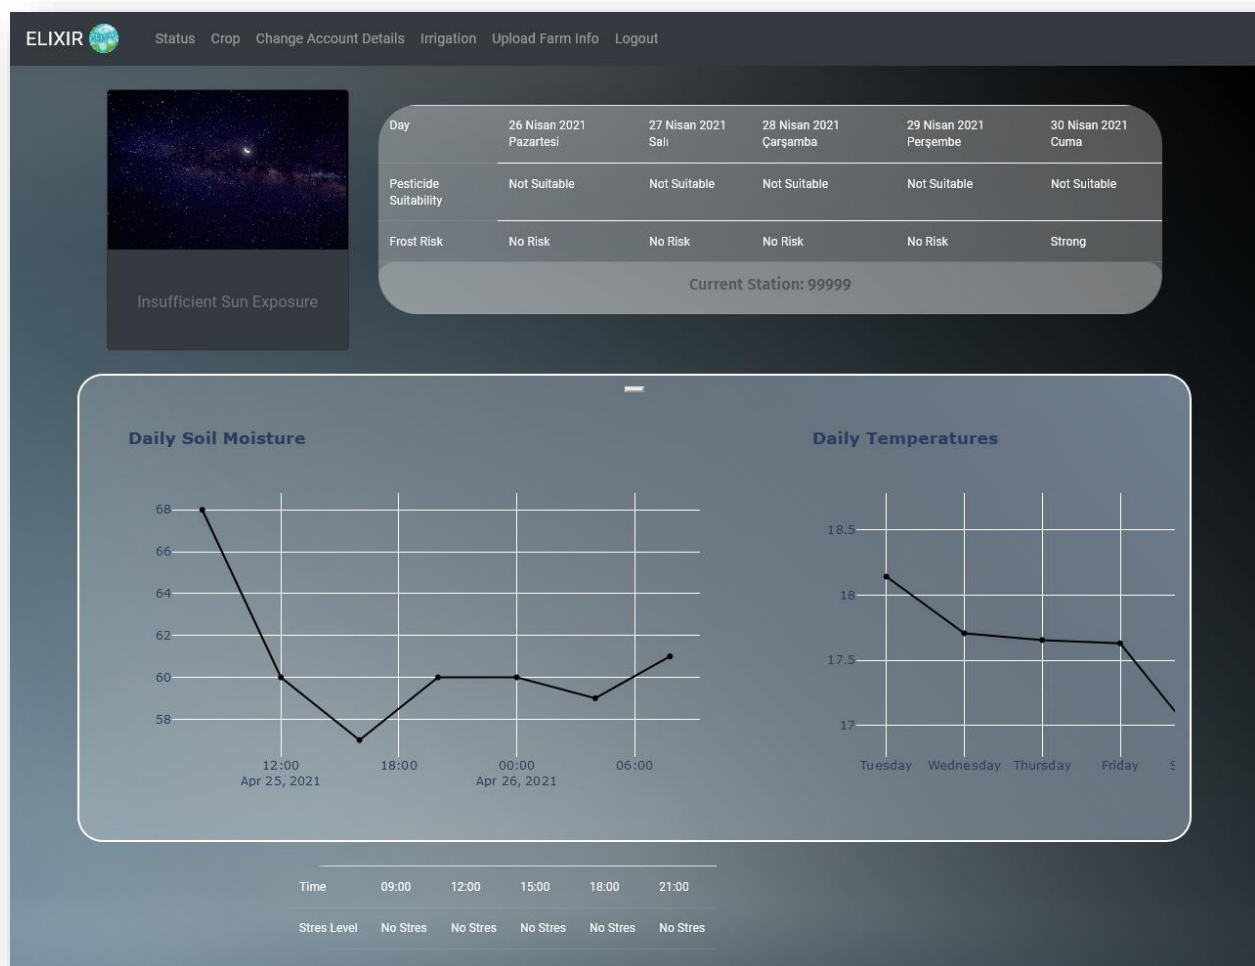 ELIXIR
Status Crop Change Account Details Irrigation Upload Farm Info Logout
Insufficient Sun Exposure
Day 26 Nisan 2021 27 Nisan 2021 28 Nisan 2021 29 Nisan 2021 30 Nisan 2021
Pazartesi Salı Çarşamba Perşembe Cuma
Pesticide Not Suitable Not Suitable Not Suitable Not Suitable Not Suitable
Suitability
Frost Risk No Risk No Risk No Risk No Risk Strong
Current Station: 99999
Daily Soil Moisture
68
66
64
62
60
58
12:00 18:00 00:00 06:00
Apr 25, 2021 Apr 26, 2021
Daily Temperatures
18.5
18
17.5
17
Tuesday Wednesday Thursday Friday S
Time 09:00 12:00 15:00 18:00 21:00
Stres Level No Stres No Stres No Stres No Stres No Stres